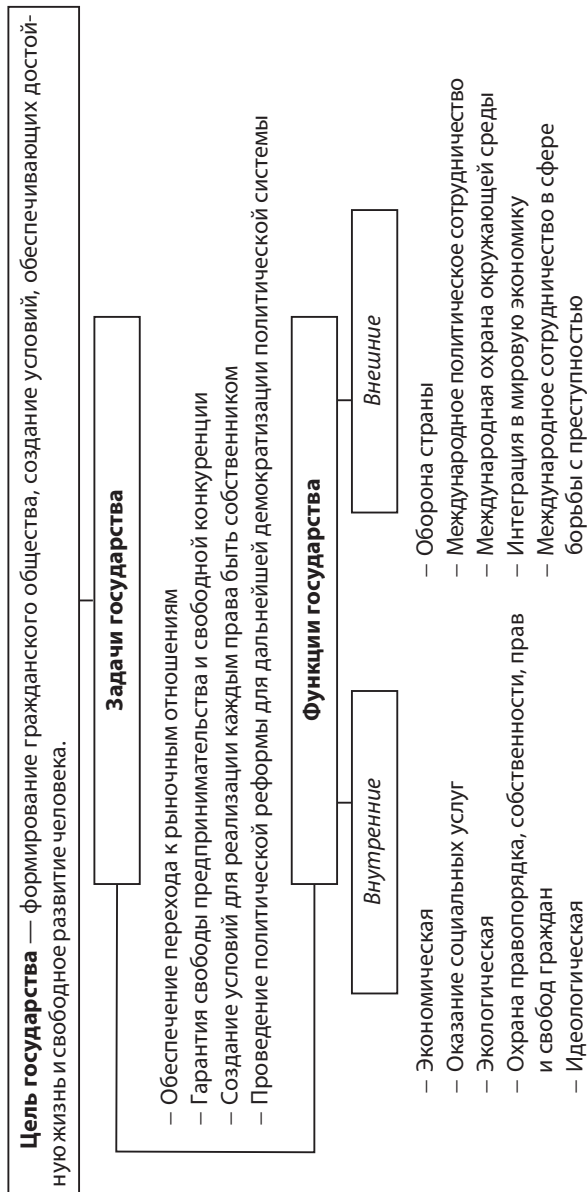 Цель государства — формирование гражданского общества, создание условий, обеспечивающих достой-
ную жизнь и свободное развитие человека.
Задачи государства
– Обеспечение перехода к рыночным отношениям
– Гарантия свободы предпринимательства и свободной конкуренции
– Создание условий для реализации каждым права быть собственником
– Проведение политической реформы для дальнейшей демократизации политической системы
Функции государства
Внутренние
– Экономическая
– Оказание социальных услуг
– Экологическая
– Охрана правопорядка, собственности, прав
и свобод граждан
– Идеологическая
Внешние
– Оборона страны
– Международное политическое сотрудничество
– Международная охрана окружающей среды
– Интеграция в мировую экономику
– Международное сотрудничество в сфере
борьбы с преступностью